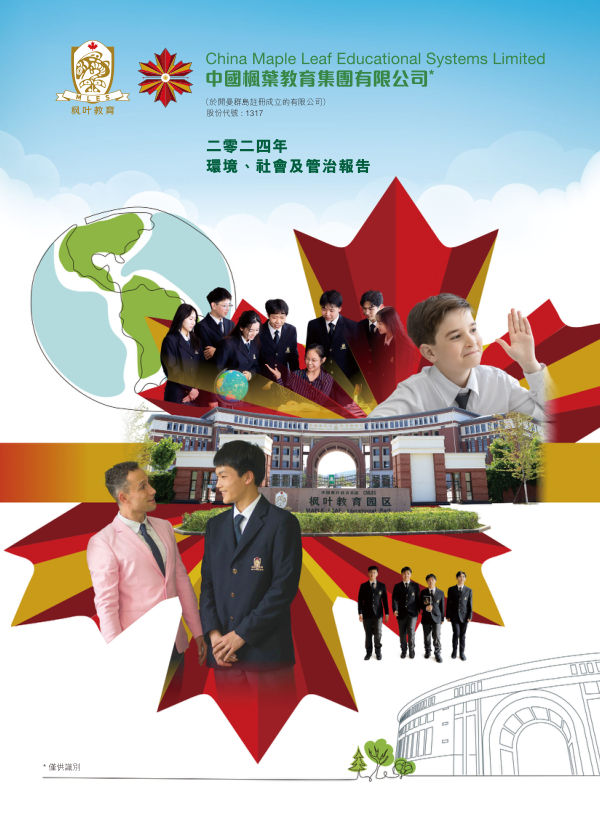 China Maple Leaf Educational Systems Limited
中國楓葉教育集團有限公司*
（於開曼群島註冊成立的有限公司）
股份代號：1317
MLES
枫叶教育
二零二四年
環境、社會及管治報告
枫叶教育园区
* 僅供識別